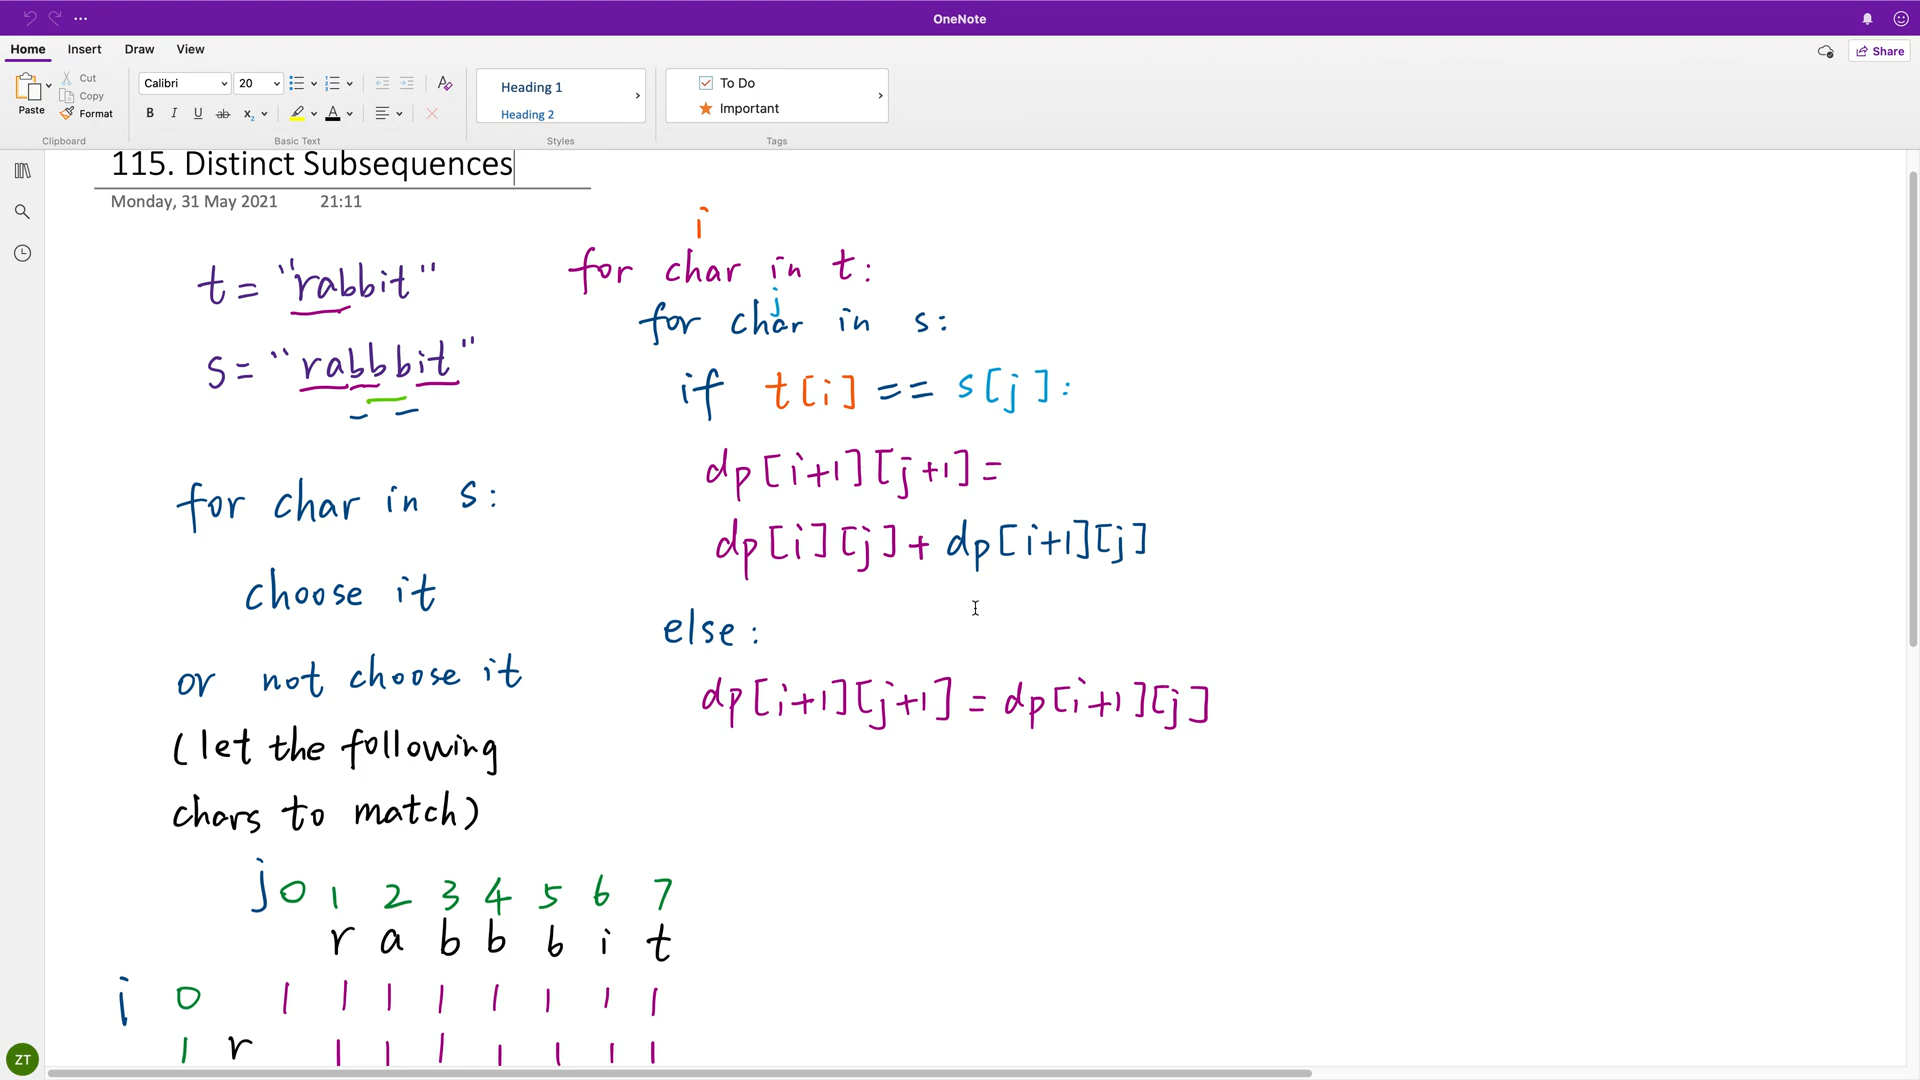 OneNote
Home Insert Draw View
Share
Paste
Cut
Copy
Format
Calibri 20
B I U ab x₂ A
Heading 1
Heading 2
To Do
Important
Clipboard Basic Text Styles Tags
115. Distinct Subsequences
Monday, 31 May 2021 21:11
t = "rabbit"
s = "rabbbit"
for char in s:
choose it
or not choose it
(let the following
chars to match)
i
for char in t:
j
for char in s:
if t[i] == s[j]:
dp[i+1][j+1] =
dp[i][j] + dp[i+1][j]
else:
dp[i+1][j+1] = dp[i+1][j]
j 0 1 2 3 4 5 6 7
r a b b b i t
i 0 1 1 1 1 1 1 1 1
1 r 1 1 1 1 1 1 1
ZT